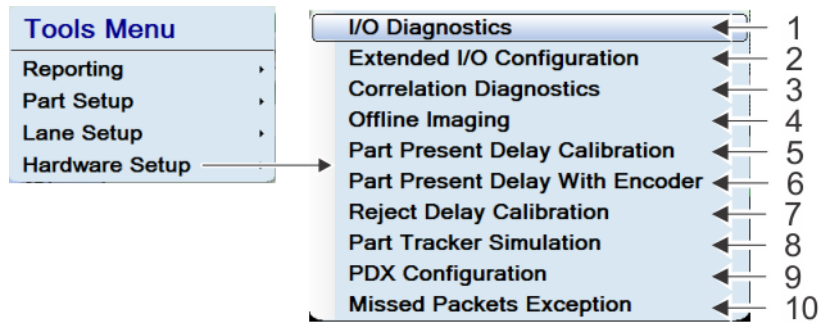 Tools Menu
Reporting
Part Setup
Lane Setup
Hardware Setup
I/O Diagnostics 1
Extended I/O Configuration 2
Correlation Diagnostics 3
Offline Imaging 4
Part Present Delay Calibration 5
Part Present Delay With Encoder 6
Reject Delay Calibration 7
Part Tracker Simulation 8
PDX Configuration 9
Missed Packets Exception 10